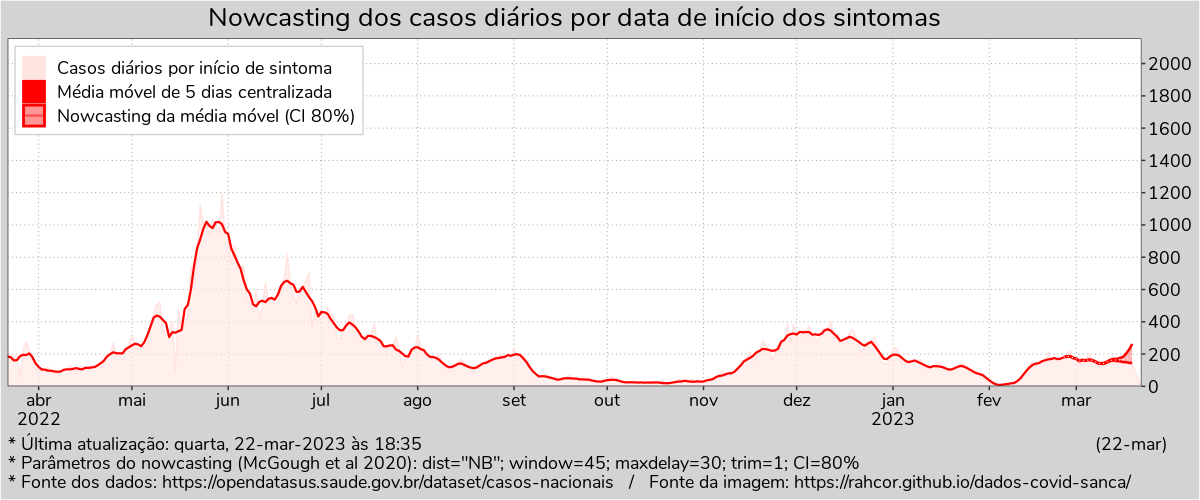 Nowcasting dos casos diários por data de início dos sintomas
Casos diários por início de sintoma
Média móvel de 5 dias centralizada
Nowcasting da média móvel (CI 80%)
2000
1800
1600
1400
1200
1000
800
600
400
200
0
abr mai jun jul ago set out nov dez jan fev mar
2022 2023
* Última atualização: quarta, 22-mar-2023 às 18:35 (22-mar)
* Parâmetros do nowcasting (McGough et al 2020): dist="NB"; window=45; maxdelay=30; trim=1; CI=80%
* Fonte dos dados: https://opendatasus.saude.gov.br/dataset/casos-nacionais / Fonte da imagem: https://rahcor.github.io/dados-covid-sanca/